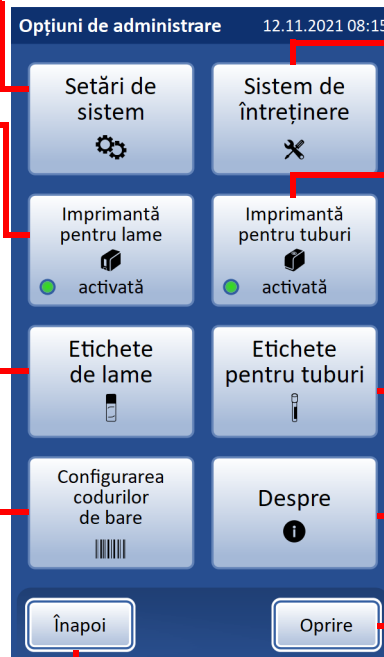 Opțiuni de administrare 12.11.2021 08:15
Setări de
sistem
Sistem de
întreținere
Imprimantă
pentru lame
activată
Imprimantă
pentru tuburi
activată
Etichete
de lame
Etichete
pentru tuburi
Configurarea
codurilor
de bare
Despre
Înapoi
Oprire